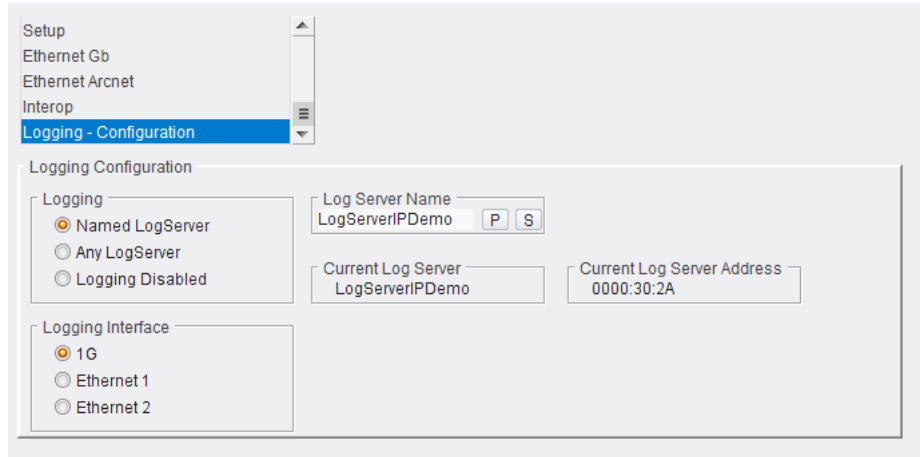 Setup
Ethernet Gb
Ethernet Arcnet
Interop
Logging - Configuration
Logging Configuration
Logging
Named LogServer
Any LogServer
Logging Disabled
Log Server Name
LogServerIPDemo P S
Current Log Server
LogServerIPDemo
Current Log Server Address
0000:30:2A
Logging Interface
1G
Ethernet 1
Ethernet 2